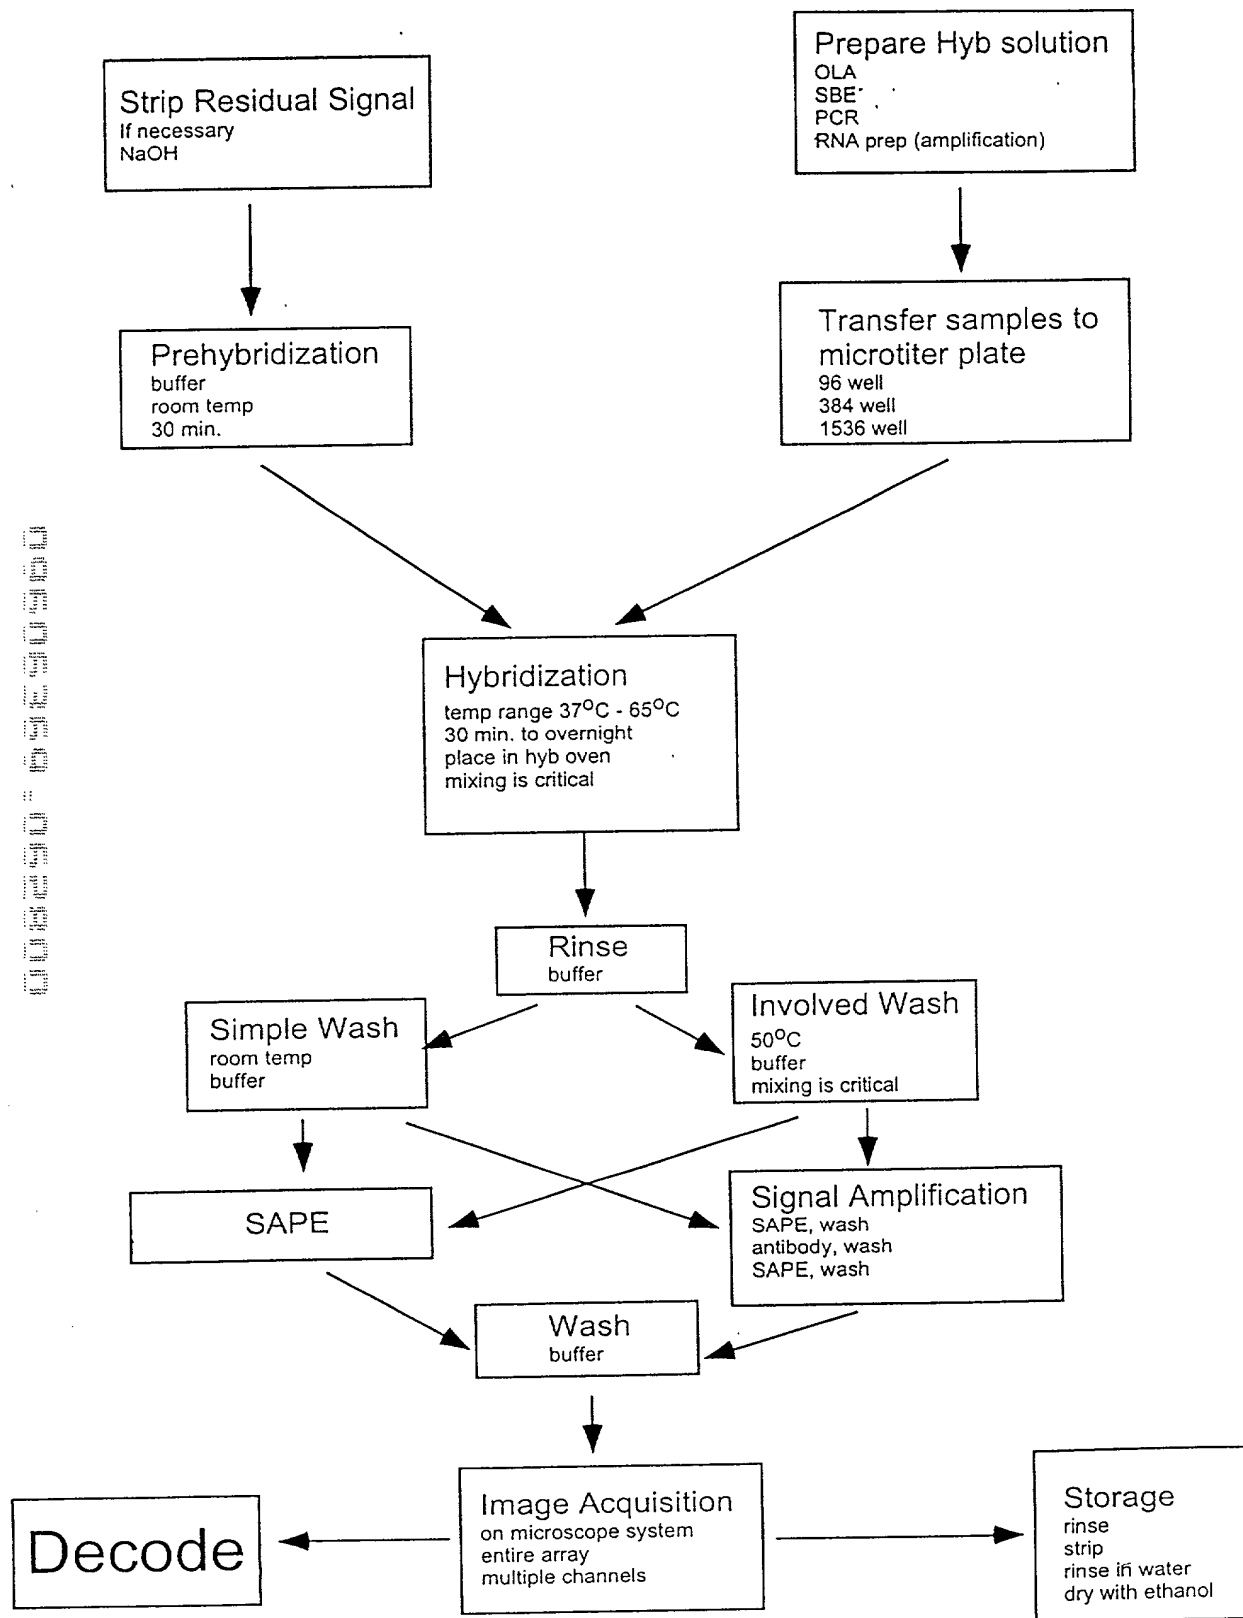 Prepare Hyb solution
OLA
SBE
PCR
RNA prep (amplification)
Strip Residual Signal
If necessary
NaOH
Transfer samples to
microtiter plate
96 well
384 well
1536 well
Prehybridization
buffer
room temp
30 min.
Hybridization
temp range 37°C - 65°C
30 min. to overnight
place in hyb oven
mixing is critical
Rinse
buffer
Simple Wash
room temp
buffer
Involved Wash
50°C
buffer
mixing is critical
SAPE
Signal Amplification
SAPE, wash
antibody, wash
SAPE, wash
Wash
buffer
Decode
Image Acquisition
on microscope system
entire array
multiple channels
Storage
rinse
strip
rinse in water
dry with ethanol